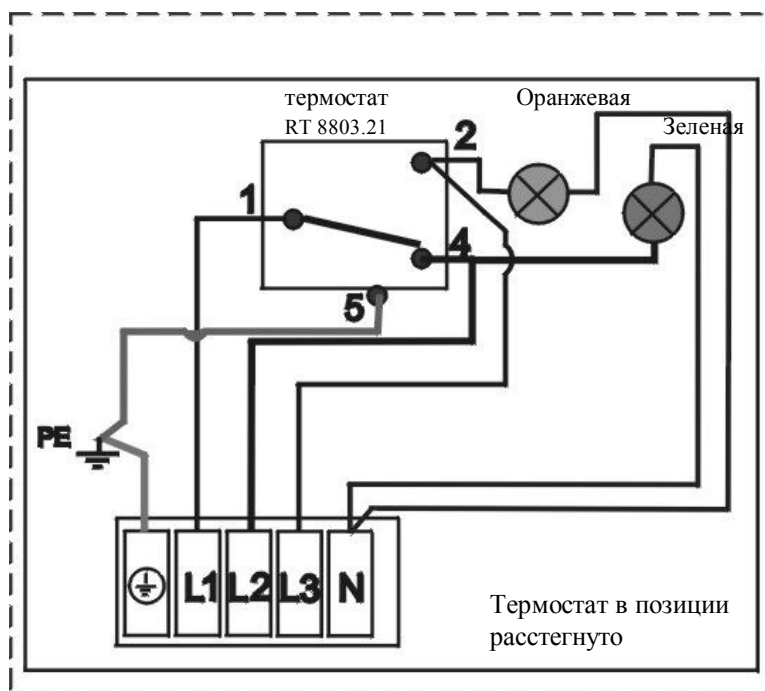 термостат
RT 8803.21
Оранжевая
Зеленая
2
1
4
5
PE
L1 L2 L3 N
Термостат в позиции
расстегнуто